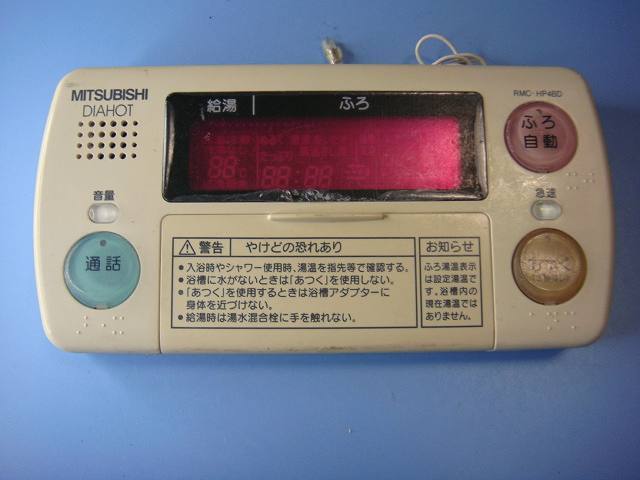 MITSUBISHI
DIAHOT
給湯
ふろ
RMC-HP4BD
ふろ
自動
音量
急速
通話
88℃
88:88
⚠警告 やけどの恐れあり
●入浴時やシャワー使用時、湯温を指先等で確認する。
●浴槽に水がないときは「あつく」を使用しない。
●「あつく」を使用するときは浴槽アダプターに
身体を近づけない。
●給湯時は湯水混合栓に手を触れない。
お知らせ
ふろ湯温表示
は設定湯温で
す。浴槽内の
現在湯温では
ありません。